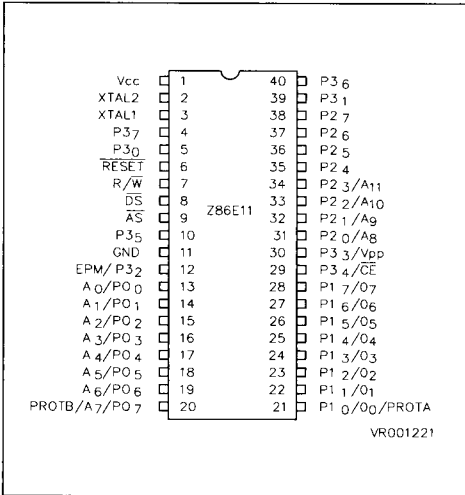 Vcc 1 40 P36
XTAL2 2 39 P31
XTAL1 3 38 P27
P37 4 37 P26
P30 5 36 P25
RESET 6 35 P24
R/W 7 34 P23/A11
DS 8 33 P22/A10
Z86E11
AS 9 32 P21/A9
P35 10 31 P20/A8
GND 11 30 P33/Vpp
EPM/P32 12 29 P34/CE
A0/P00 13 28 P17/07
A1/P01 14 27 P16/06
A2/P02 15 26 P15/05
A3/P03 16 25 P14/04
A4/P04 17 24 P13/03
A5/P05 18 23 P12/02
A6/P06 19 22 P11/01
PROTB/A7/P07 20 21 P10/00/PROTA
VR001221